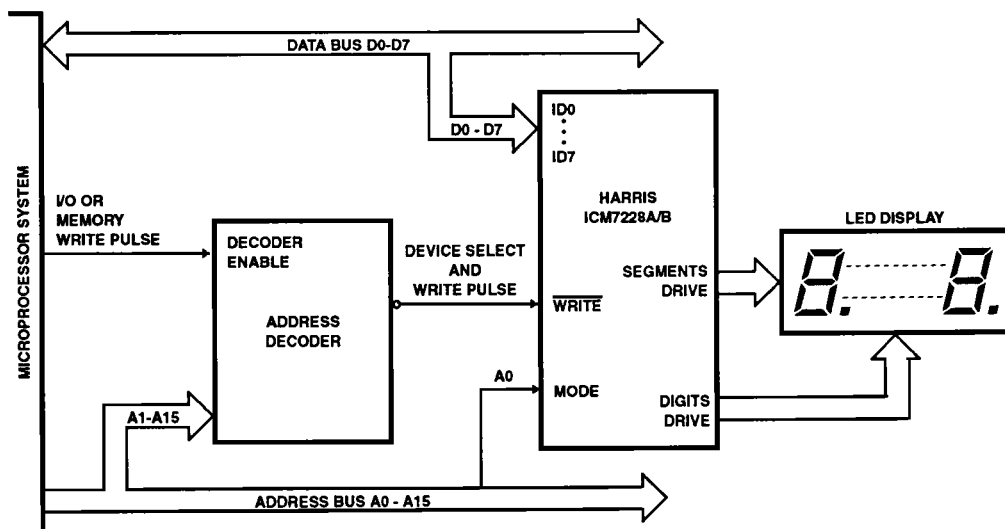 DATA BUS D0-D7
D0 - D7
ID0
ID7
HARRIS
ICM7228A/B
MICROPROCESSOR SYSTEM
I/O OR
MEMORY
WRITE PULSE
DECODER
ENABLE
ADDRESS
DECODER
DEVICE SELECT
AND
WRITE PULSE
WRITE
SEGMENTS
DRIVE
LED DISPLAY
8. 8.
A0
MODE
DIGITS
DRIVE
A1-A15
ADDRESS BUS A0 - A15